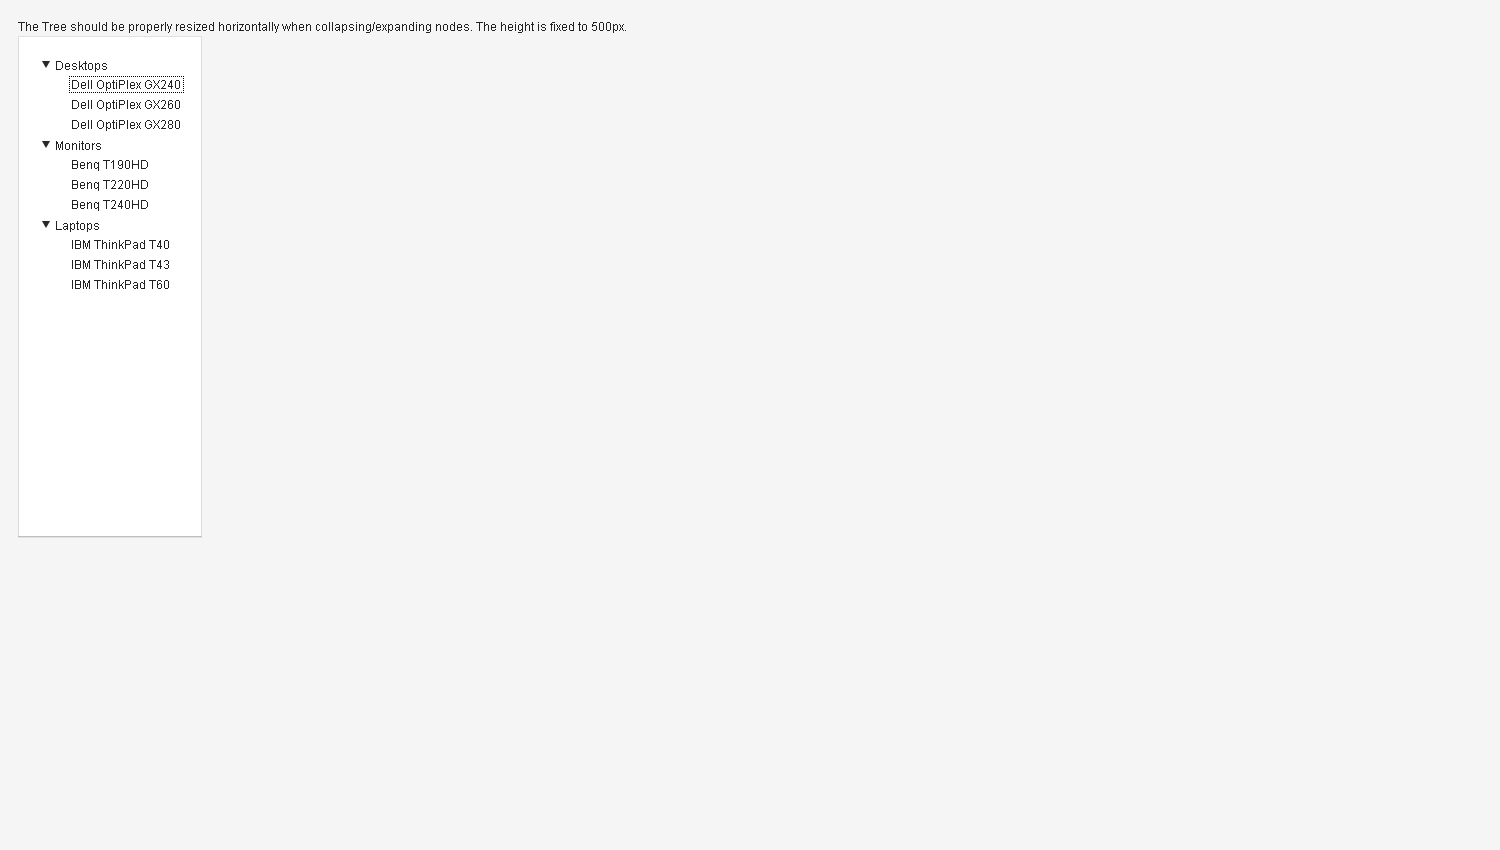 The Tree should be properly resized horizontally when collapsing/expanding nodes. The height is fixed to 500px.
Desktops
Dell OptiPlex GX240
Dell OptiPlex GX260
Dell OptiPlex GX280
Monitors
Benq T190HD
Benq T220HD
Benq T240HD
Laptops
IBM ThinkPad T40
IBM ThinkPad T43
IBM ThinkPad T60